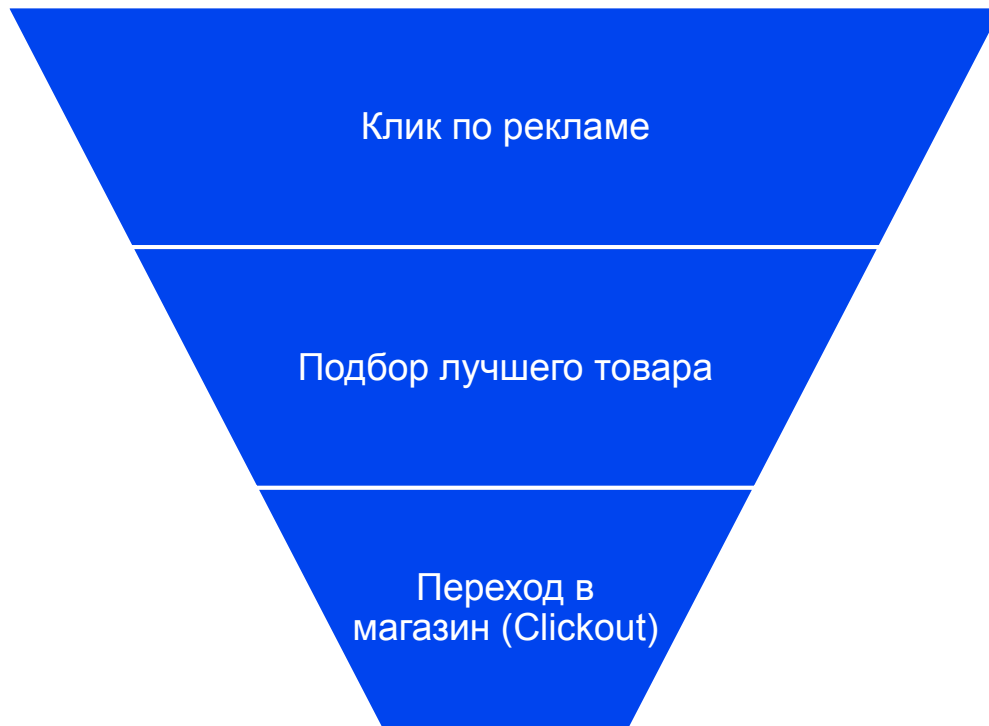 Клик по рекламе
Подбор лучшего товара
Переход в
магазин (Clickout)